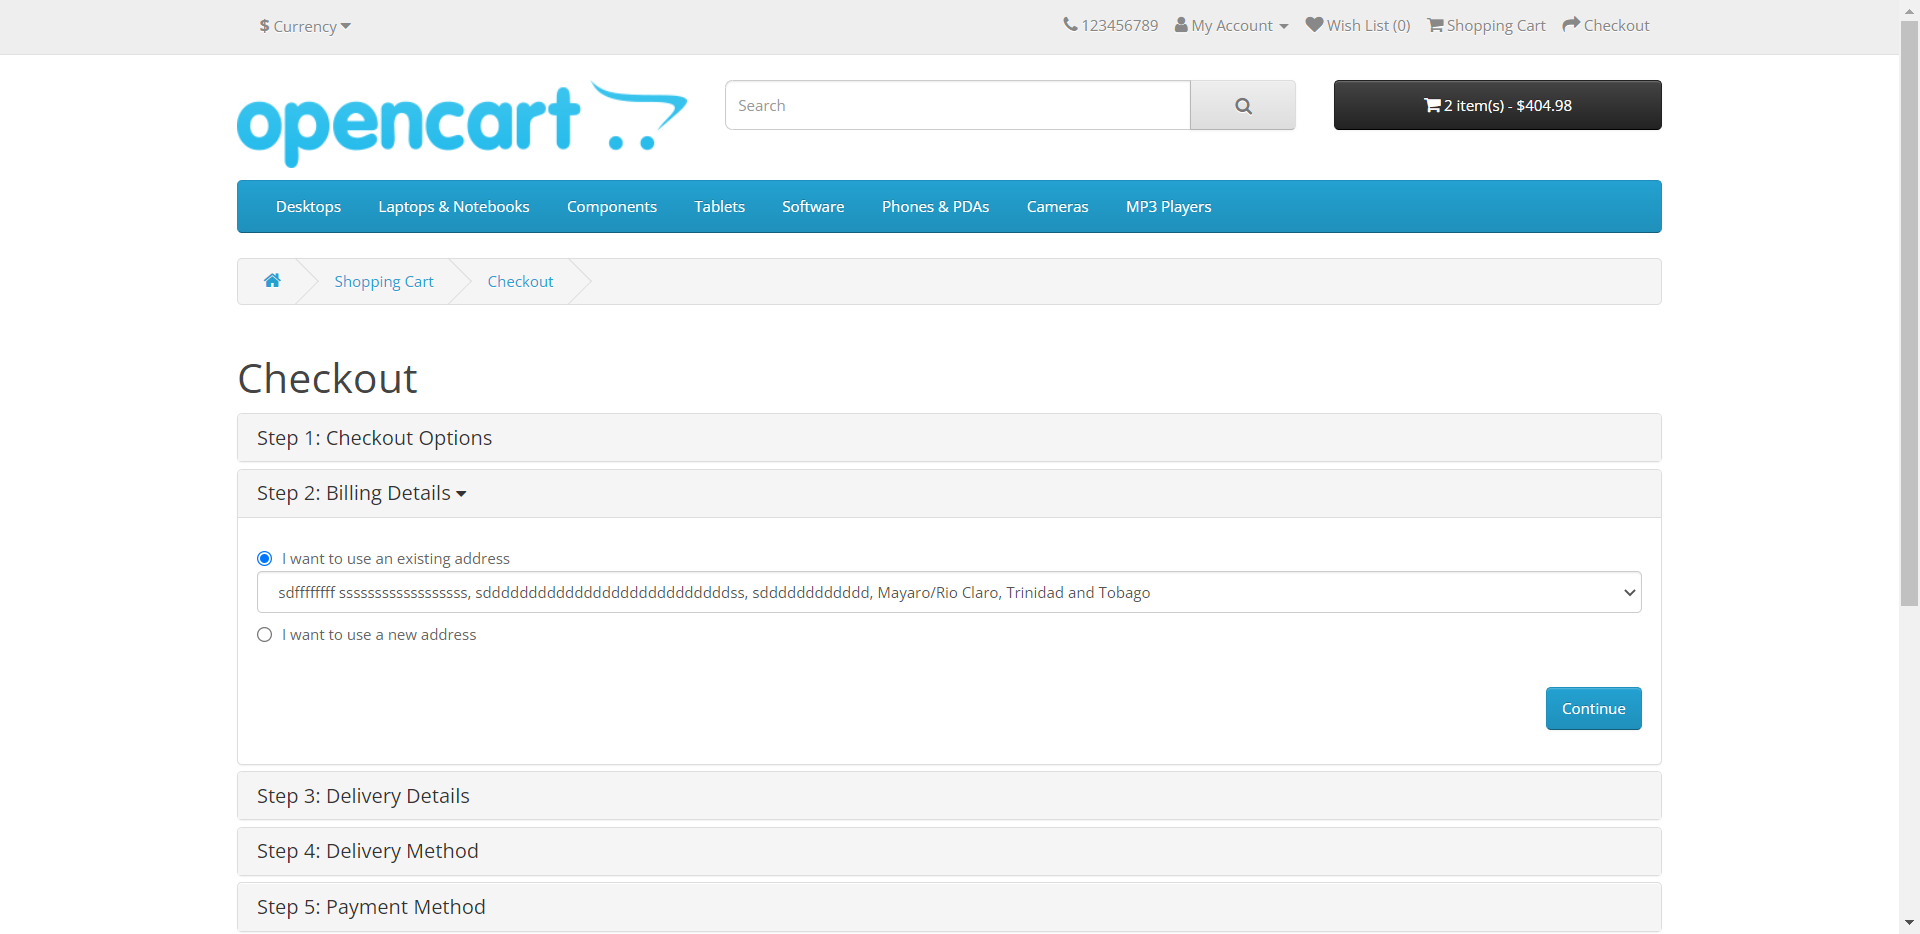 $ Currency
123456789 My Account Wish List (0) Shopping Cart Checkout
opencart
Search
2 item(s) - $404.98
Desktops Laptops & Notebooks Components Tablets Software Phones & PDAs Cameras MP3 Players
Shopping Cart Checkout
Checkout
Step 1: Checkout Options
Step 2: Billing Details
I want to use an existing address
sdffffffff ssssssssssssssssss, sddddddddddddddddddddddddddddss, sddddddddddddd, Mayaro/Rio Claro, Trinidad and Tobago
I want to use a new address
Continue
Step 3: Delivery Details
Step 4: Delivery Method
Step 5: Payment Method